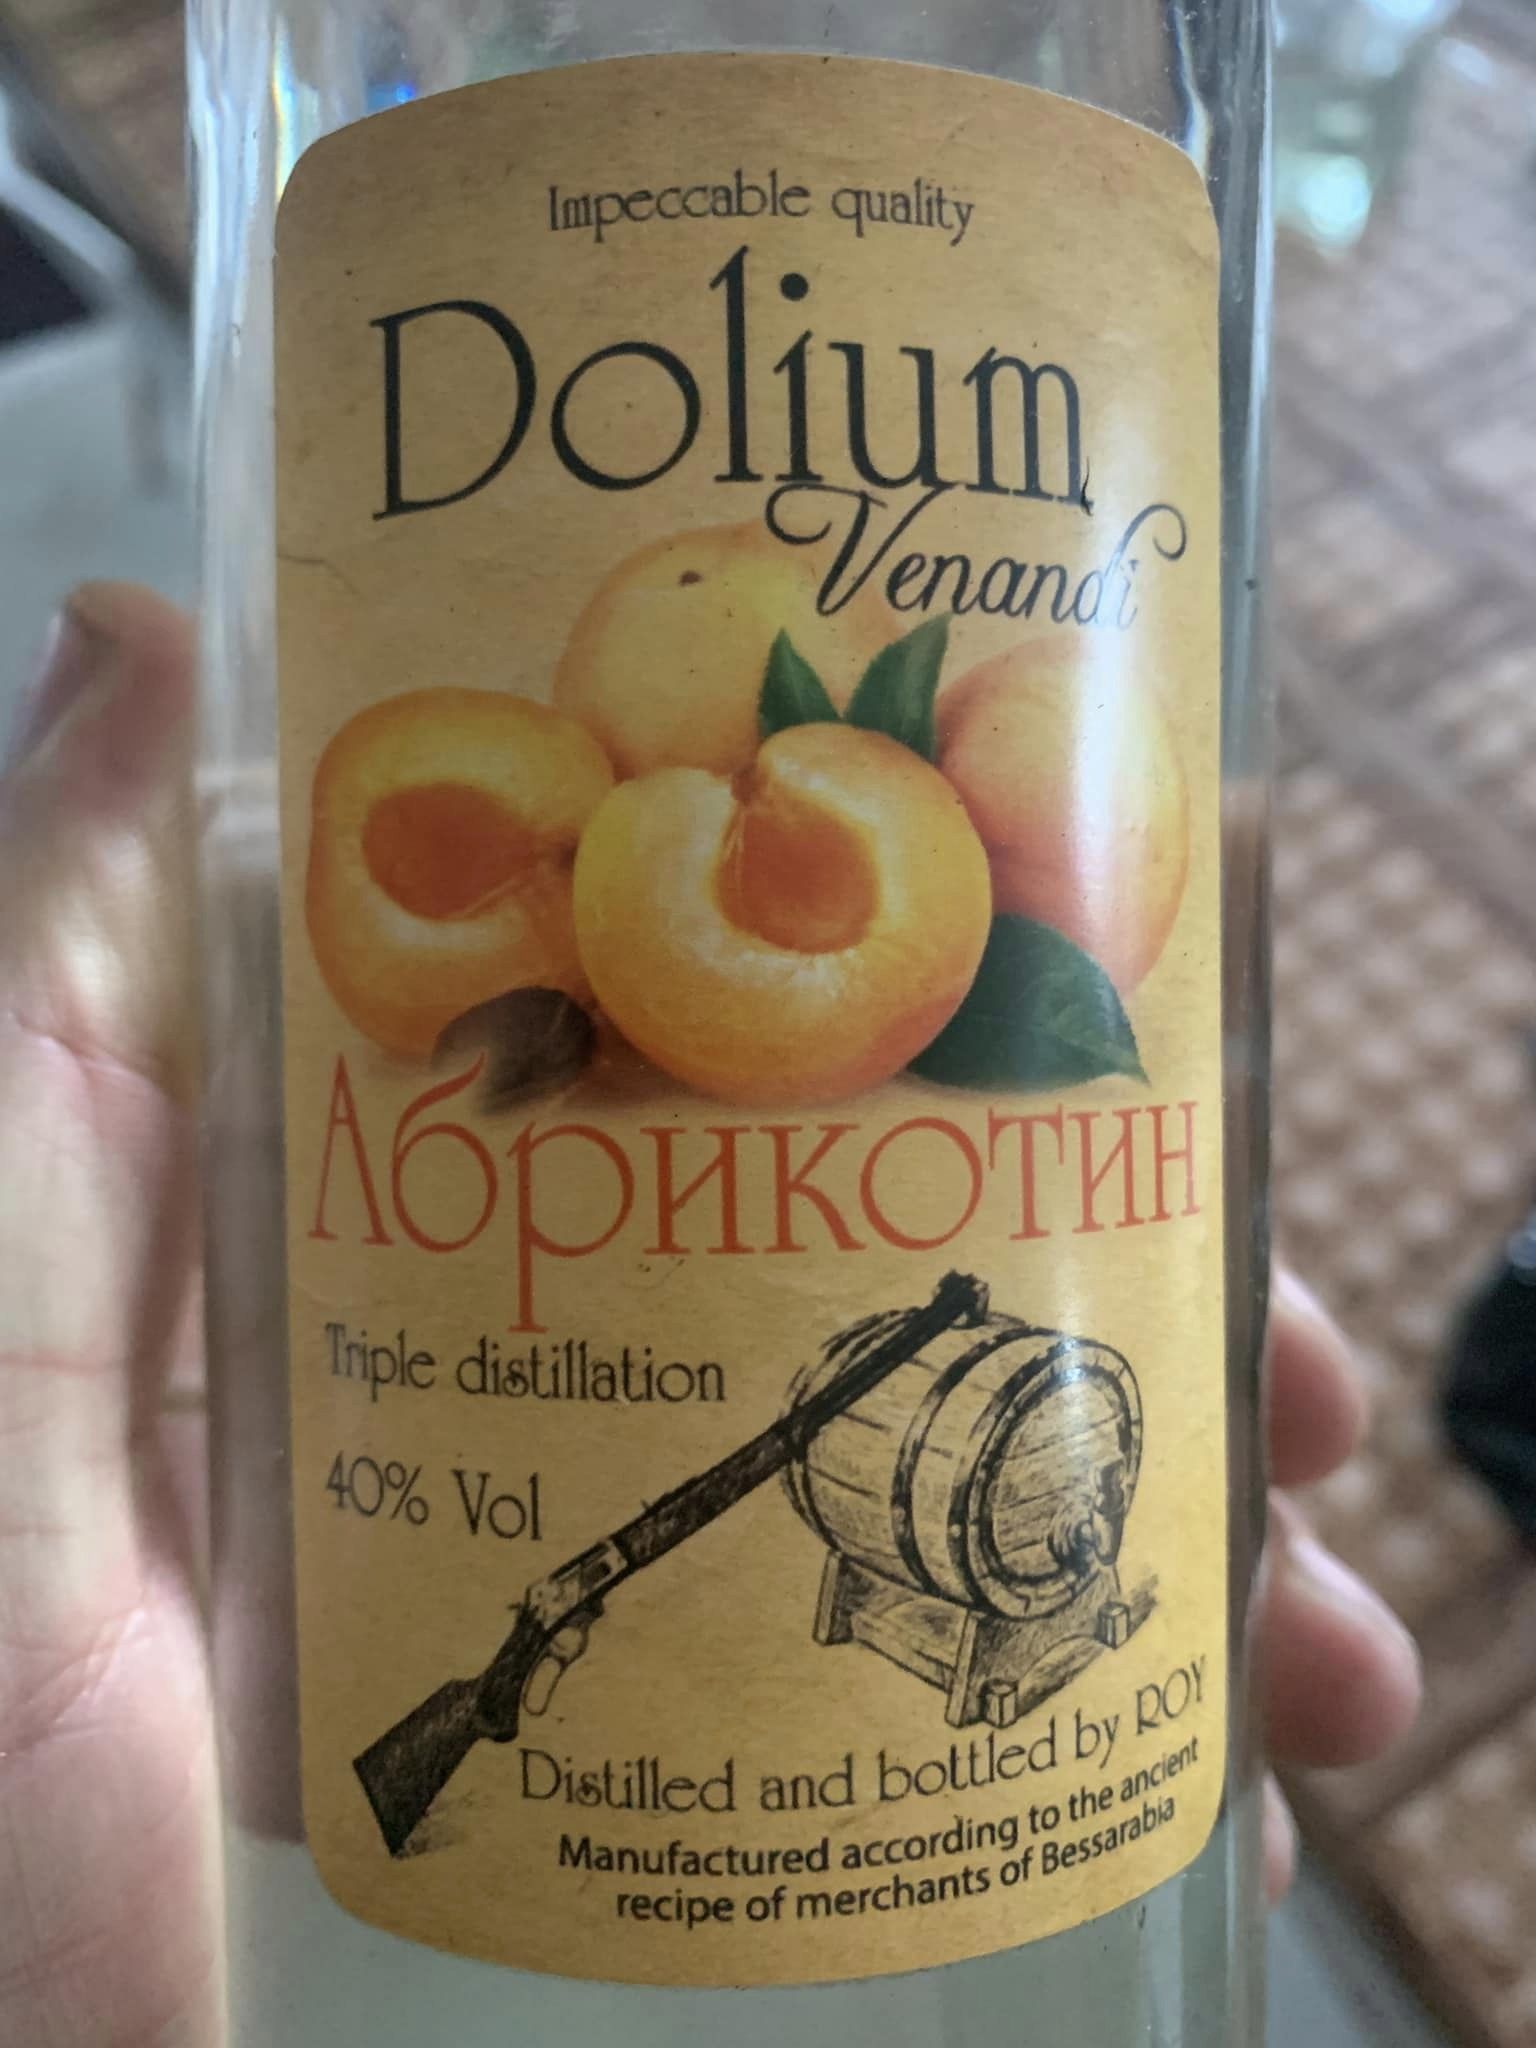 Impeccable quality
Dolium
Venandi
Абрикотин
Triple distillation
40% Vol
Distilled and bottled by ROY
Manufactured according to the ancient
recipe of merchants of Bessarabia